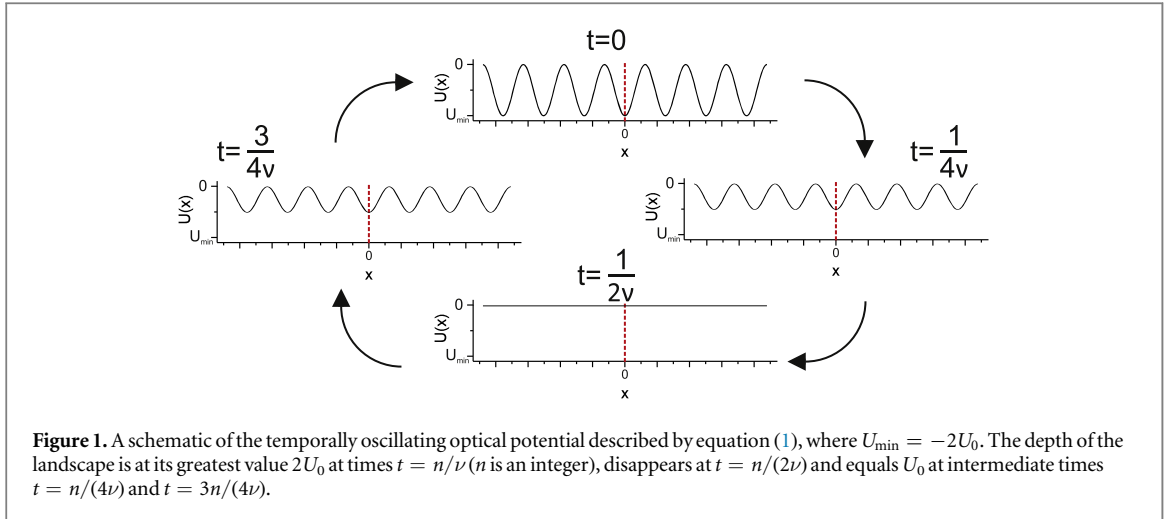 t=0
0
U(x)
Umin
0
x
t= 3/4ν
0
U(x)
Umin
0
x
t= 1/4ν
0
U(x)
Umin
0
x
t= 1/2ν
0
U(x)
Umin
0
x
Figure 1. A schematic of the temporally oscillating optical potential described by equation (1), where Umin = −2U0. The depth of the
landscape is at its greatest value 2U0 at times t = n/ν (n is an integer), disappears at t = n/(2ν) and equals U0 at intermediate times
t = n/(4ν) and t = 3n/(4ν).